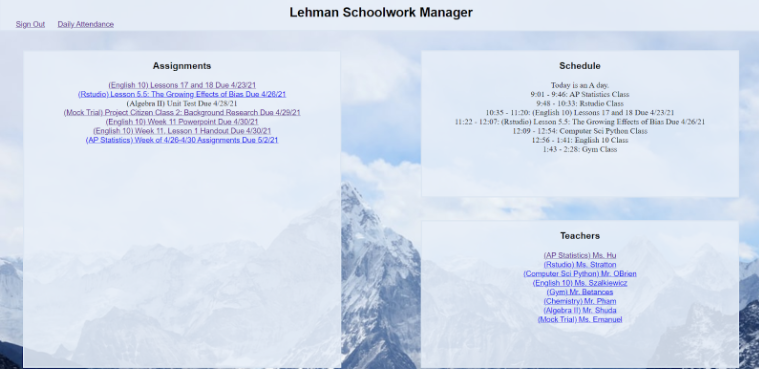 Lehman Schoolwork Manager
Sign Out Daily Attendance
Assignments
(English 10) Lessons 17 and 18 Due 4/23/21
(Rstudio) Lesson 5.5: The Growing Effects of Bias Due 4/26/21
(Algebra II) Unit Test Due 4/28/21
(Mock Trial) Project Citizen Class 2: Background Research Due 4/29/21
(English 10) Week 11 Powerpoint Due 4/30/21
(English 10) Week 11, Lesson 1 Handout Due 4/30/21
(AP Statistics) Week of 4/26-4/30 Assignments Due 5/2/21
Schedule
Today is an A day.
9:01 - 9:46: AP Statistics Class
9:48 - 10:33: Rstudio Class
10:35 - 11:20: (English 10) Lessons 17 and 18 Due 4/23/21
11:22 - 12:07: (Rstudio) Lesson 5.5: The Growing Effects of Bias Due 4/26/21
12:09 - 12:54: Computer Sci Python Class
12:56 - 1:41: English 10 Class
1:43 - 2:28: Gym Class
Teachers
(AP Statistics) Ms. Hu
(Rstudio) Ms. Stratton
(Computer Sci Python) Mr. OBrien
(English 10) Ms. Szalkiewicz
(Gym) Mr. Betances
(Chemistry) Mr. Pham
(Algebra II) Mr. Shuda
(Mock Trial) Ms. Emanuel